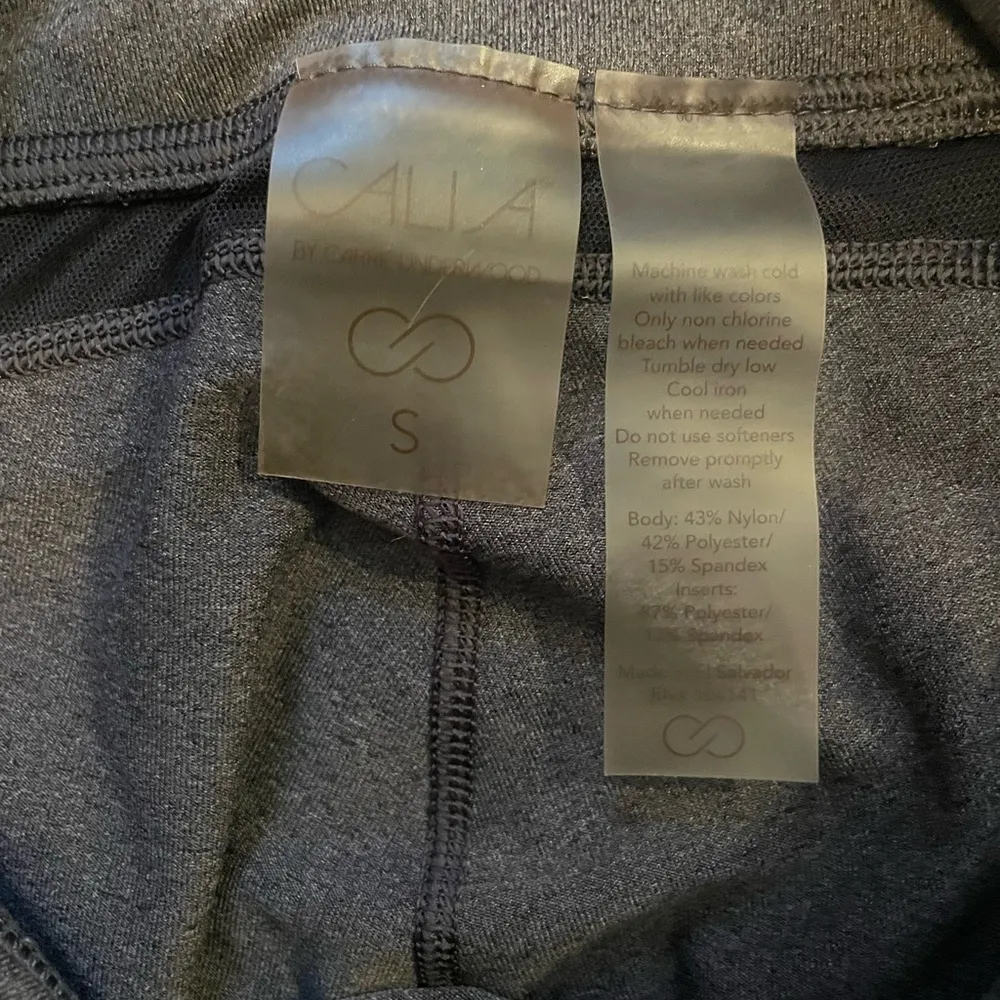 CALIA
BY CARRIE UNDERWOOD
S
Machine wash cold
with like colors
Only non chlorine
bleach when needed
Tumble dry low
Cool iron
when needed
Do not use softeners
Remove promptly
after wash
Body: 43% Nylon/
42% Polyester/
15% Spandex
Inserts:
Polyester/
Spandex
Made Salvador